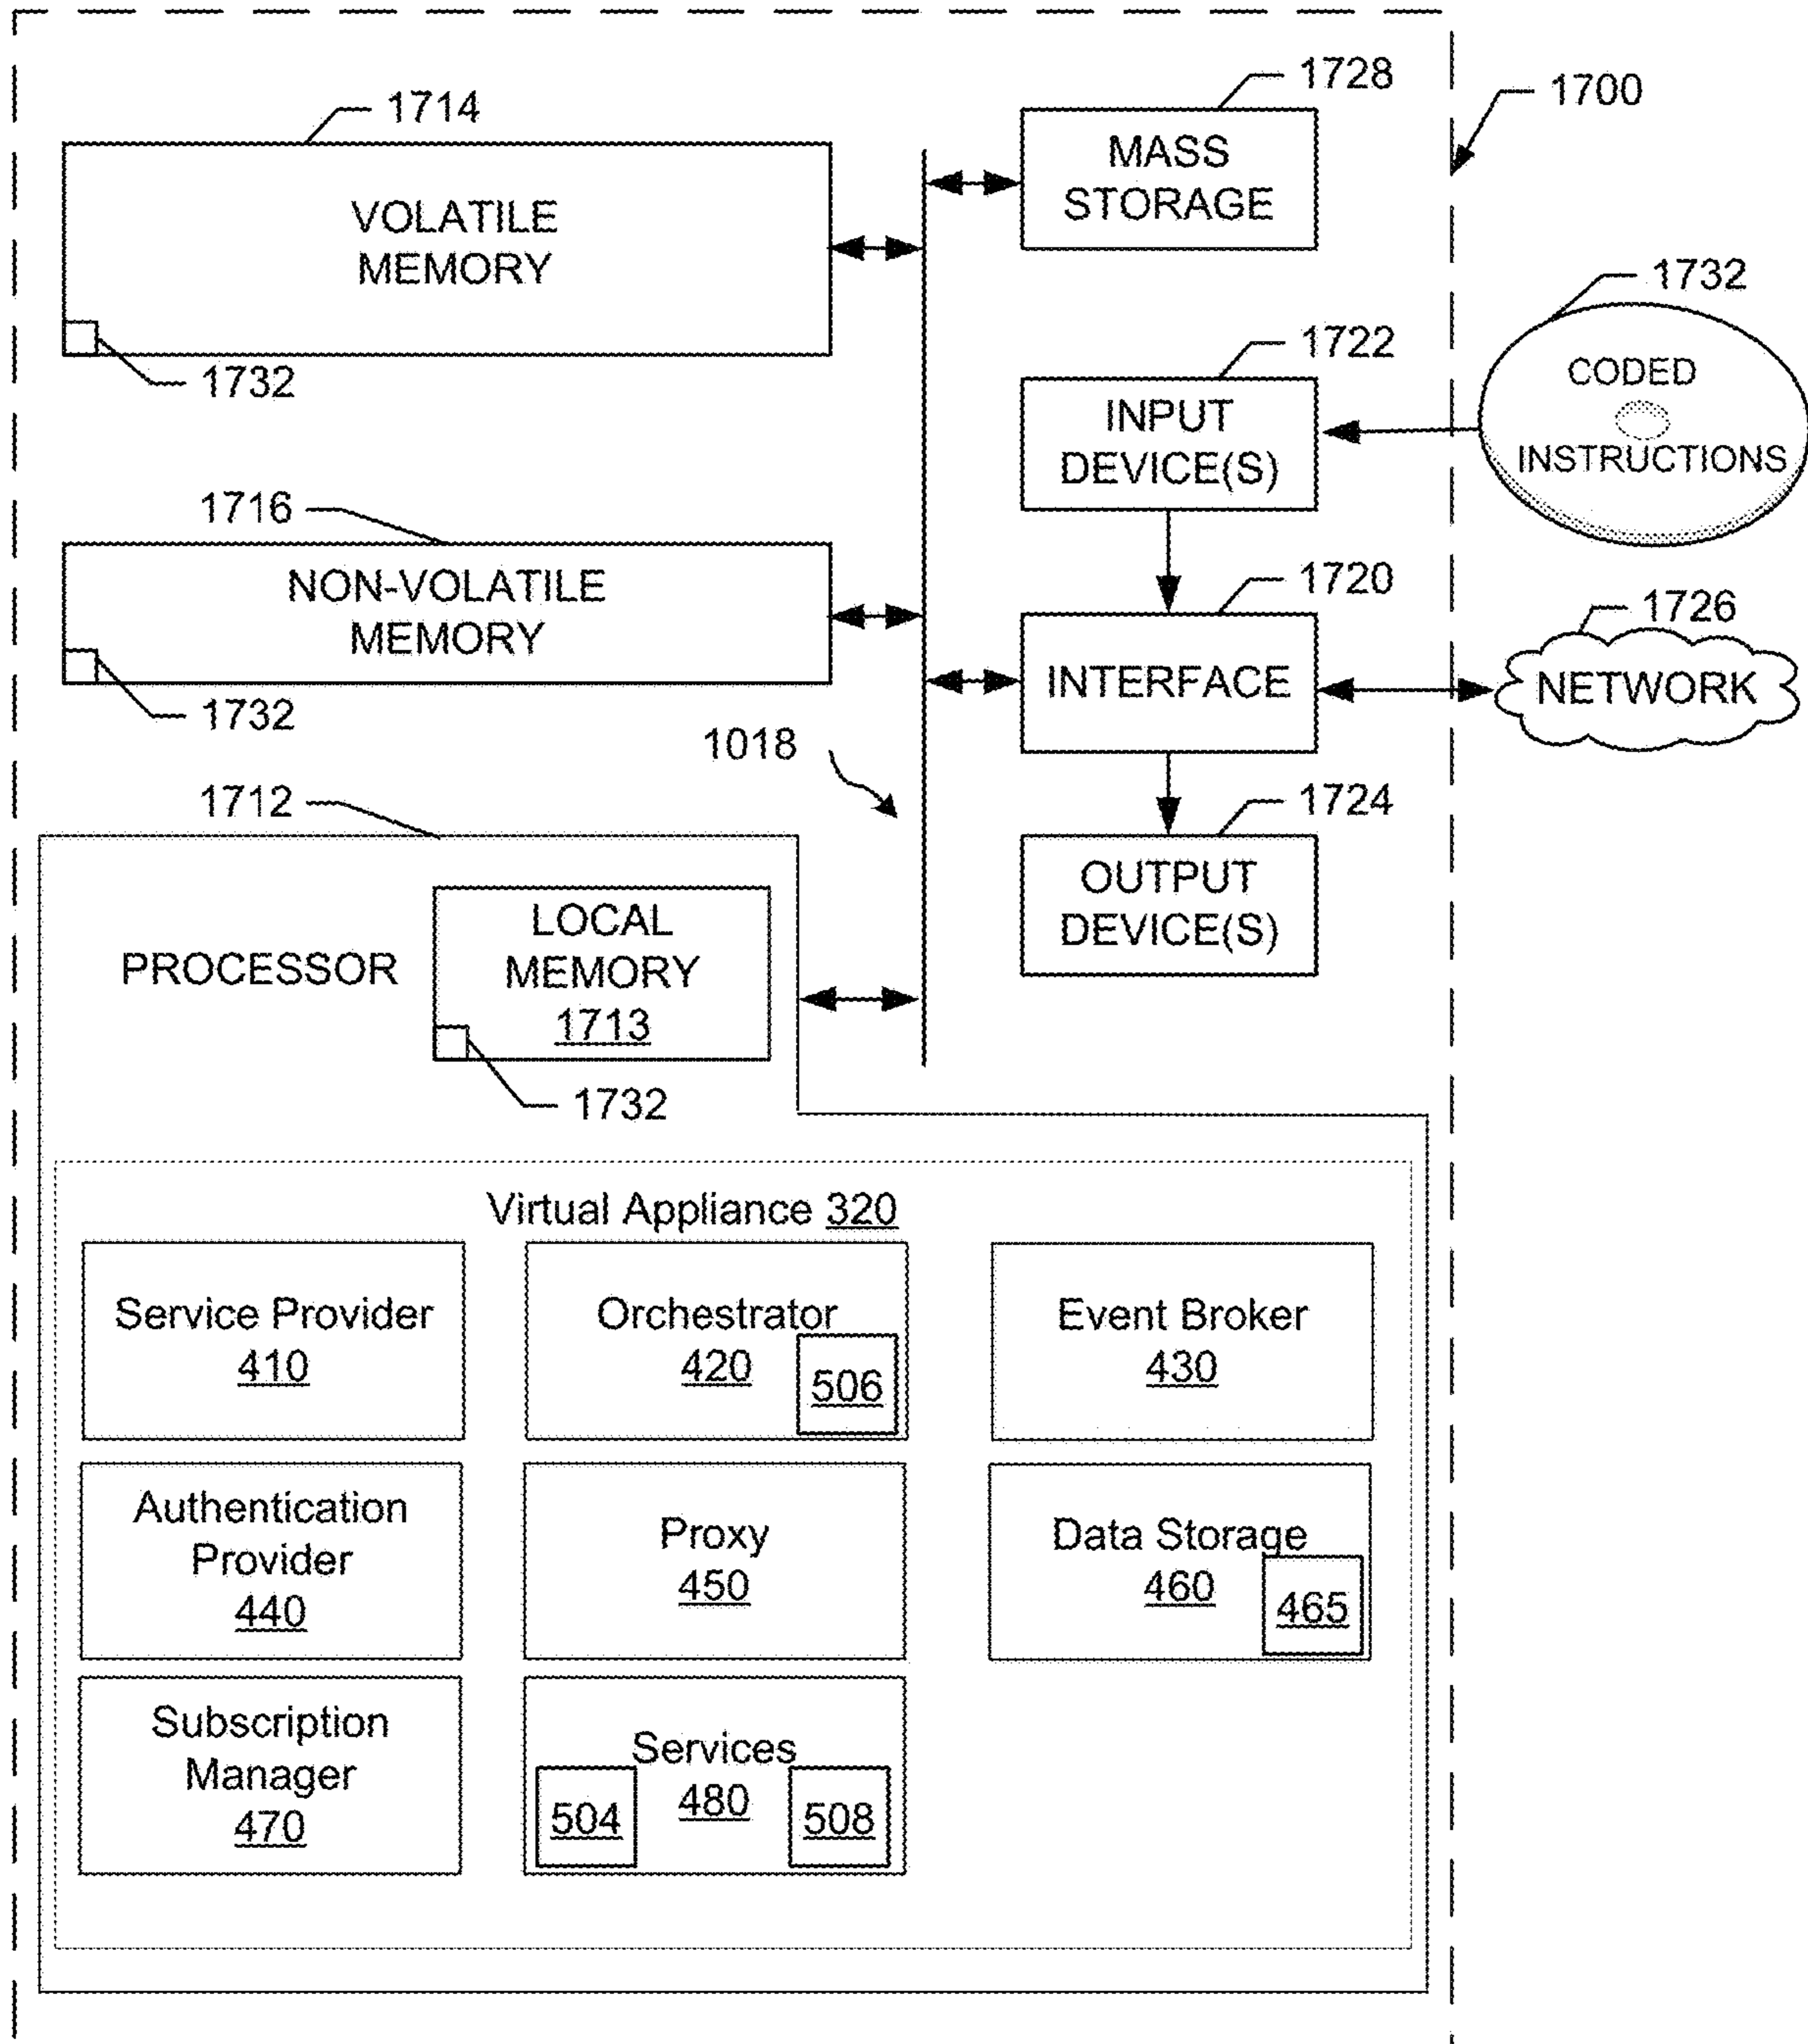 1728
1700
1714
MASS
STORAGE
VOLATILE
MEMORY
1732
1722
1732
CODED
INSTRUCTIONS
INPUT
DEVICE(S)
1716
NON-VOLATILE
MEMORY
1720
1726
INTERFACE
NETWORK
1732
1018
1712
1724
OUTPUT
DEVICE(S)
PROCESSOR
LOCAL
MEMORY
1713
1732
Virtual Appliance 320
Service Provider
410
Orchestrator
420
506
Event Broker
430
Authentication
Provider
440
Proxy
450
Data Storage
460
465
Subscription
Manager
470
Services
480
504
508